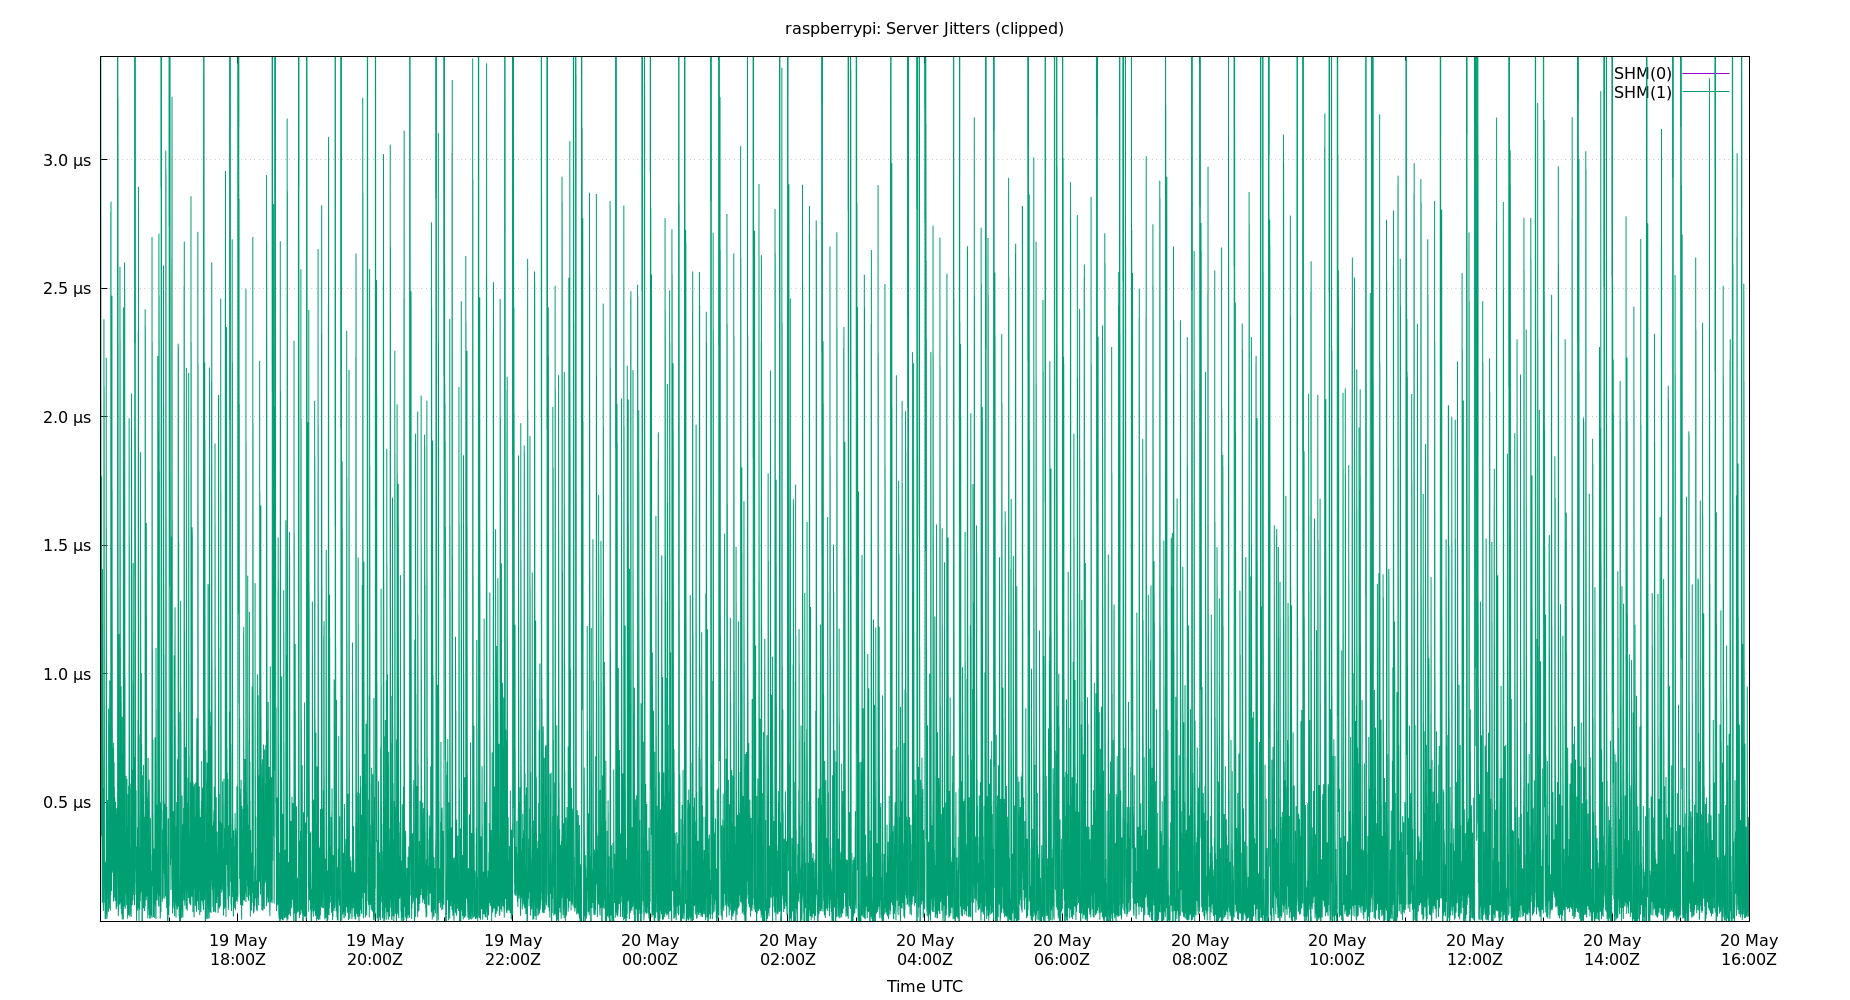 raspberrypi: Server Jitters (clipped)
SHM(0)
SHM(1)
3.0 µs
2.5 µs
2.0 µs
1.5 µs
1.0 µs
0.5 µs
19 May 19 May 19 May 20 May 20 May 20 May 20 May 20 May 20 May 20 May 20 May 20 May
18:00Z 20:00Z 22:00Z 00:00Z 02:00Z 04:00Z 06:00Z 08:00Z 10:00Z 12:00Z 14:00Z 16:00Z
Time UTC